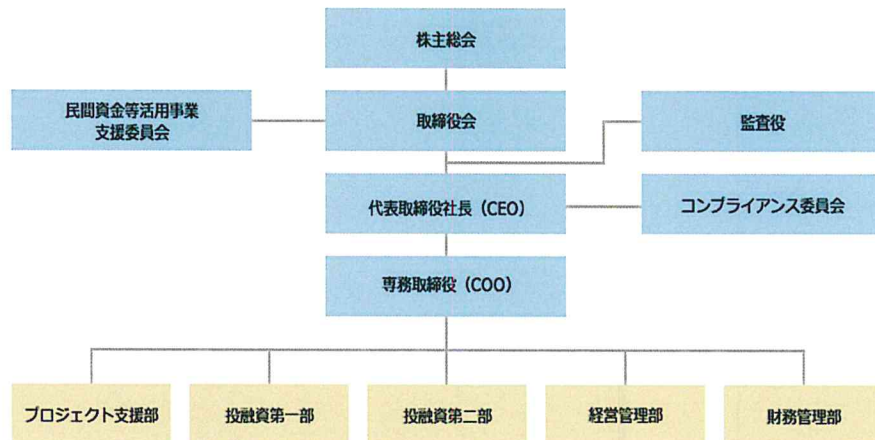 株主総会
民間資金等活用事業
支援委員会
取締役会
監査役
代表取締役社長（CEO）
コンプライアンス委員会
専務取締役（COO）
プロジェクト支援部
投融資第一部
投融資第二部
経営管理部
財務管理部